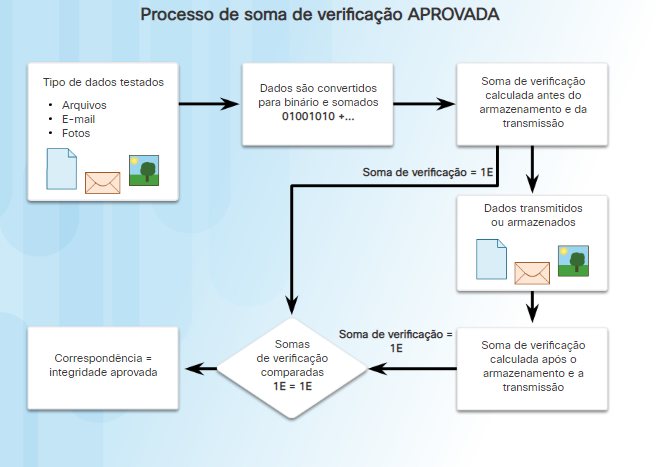 Processo de soma de verificação APROVADA
Tipo de dados testados
• Arquivos
• E-mail
• Fotos
Dados são convertidos
para binário e somados
01001010 +...
Soma de verificação
calculada antes do
armazenamento e da
transmissão
Soma de verificação = 1E
Dados transmitidos
ou armazenados
Soma de verificação
calculada após o
armazenamento e a
transmissão
Soma de verificação =
1E
Somas
de verificação
comparadas
1E = 1E
Correspondência =
integridade aprovada